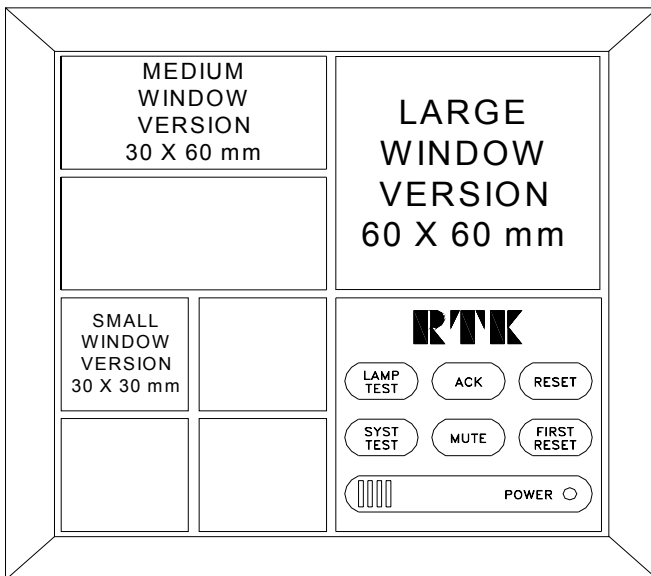 MEDIUM
WINDOW
VERSION
30 X 60 mm
LARGE
WINDOW
VERSION
60 X 60 mm
SMALL
WINDOW
VERSION
30 X 30 mm
RTK
LAMP
TEST
ACK
RESET
SYST
TEST
MUTE
FIRST
RESET
POWER